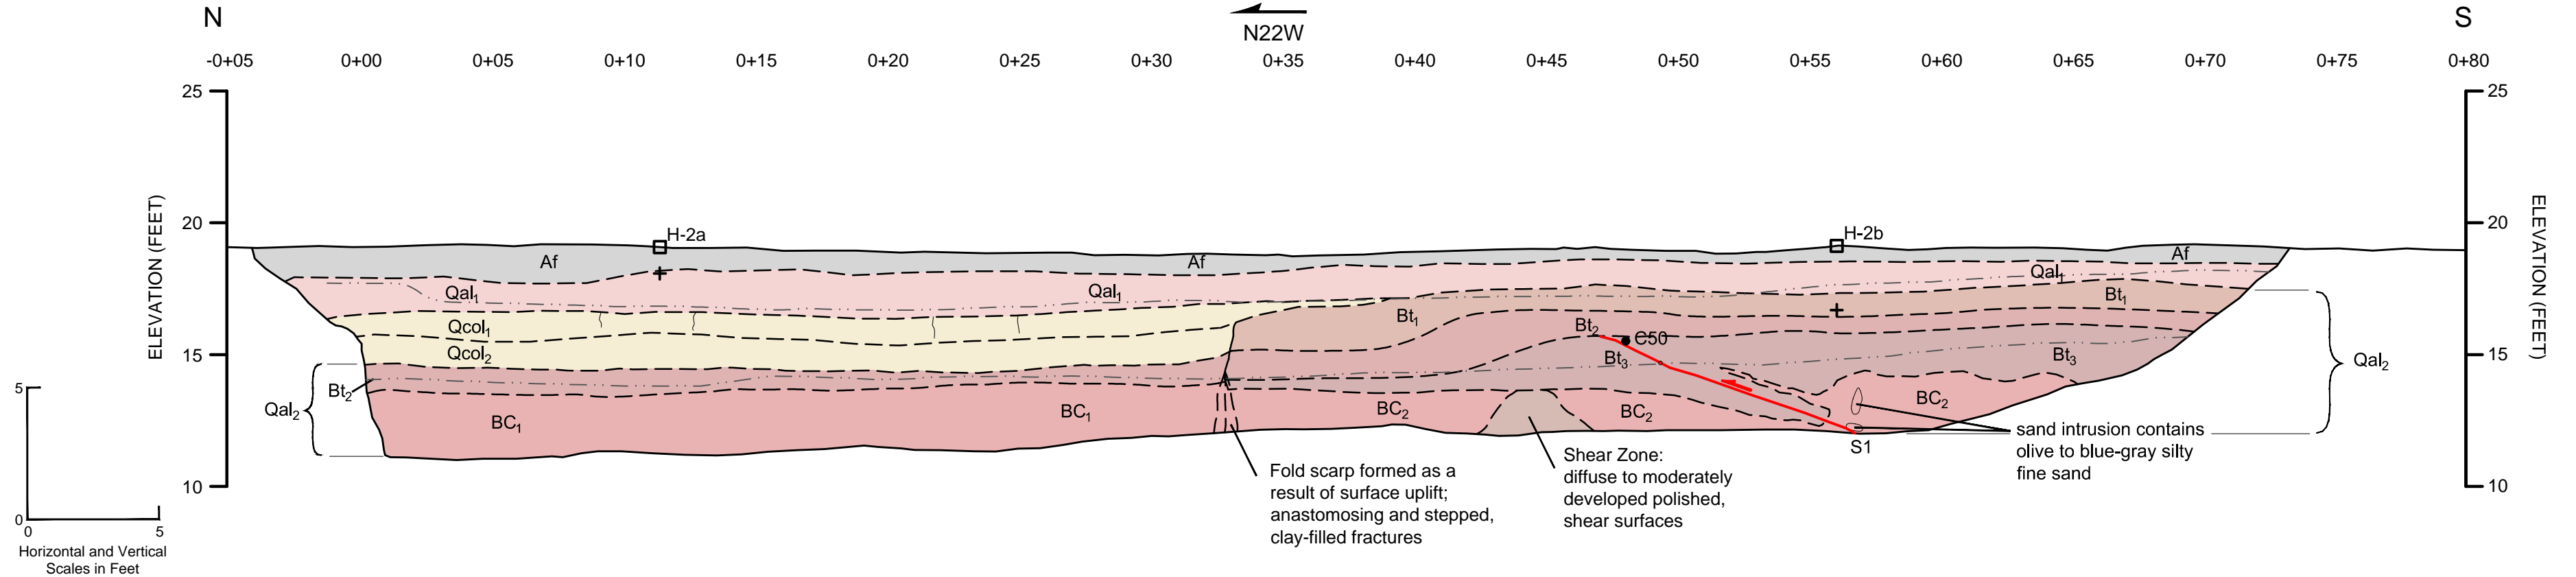 N
N22W
S
-0+05 0+00 0+05 0+10 0+15 0+20 0+25 0+30 0+35 0+40 0+45 0+50 0+55 0+60 0+65 0+70 0+75 0+80
25
25
ELEVATION (FEET)
ELEVATION (FEET)
20
20
H-2a
H-2b
Af
Af
Af
Qal1
Qal1
Qal1
Bt1
Bt1
Qcol1
Bt2
C50
Qcol2
15
15
Bt3
Bt3
Qal2
Bt2
Qal2
BC1
BC1
BC2
BC2
BC2
10
10
S1
5
0
0
5
Horizontal and Vertical
Scales in Feet
Fold scarp formed as a
result of surface uplift;
anastomosing and stepped,
clay-filled fractures
Shear Zone:
diffuse to moderately
developed polished,
shear surfaces
sand intrusion contains
olive to blue-gray silty
fine sand